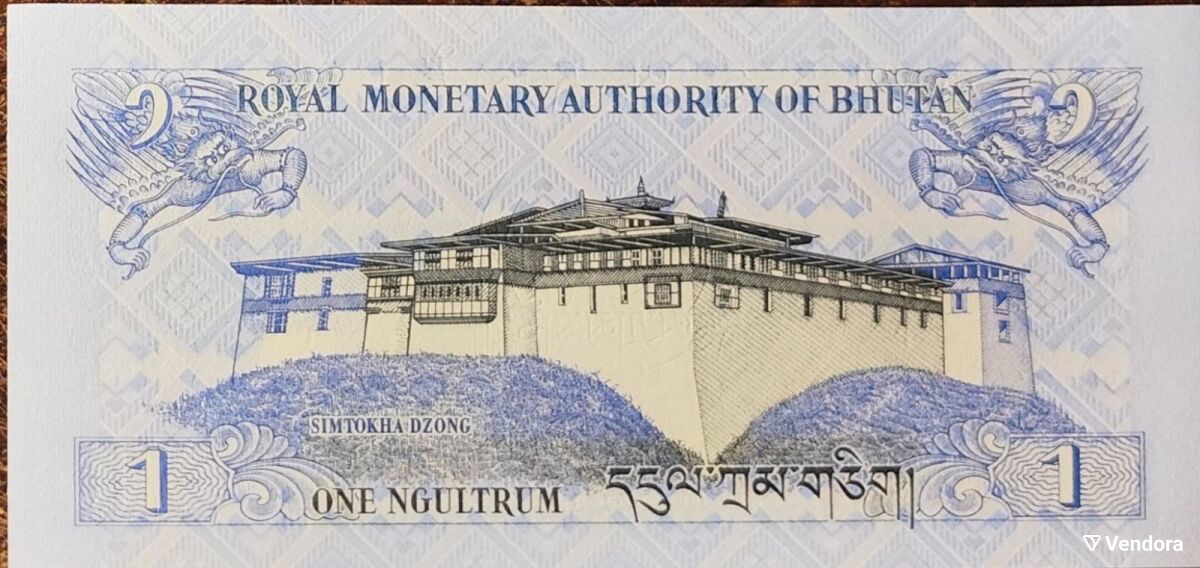 ༡ ROYAL MONETARY AUTHORITY OF BHUTAN ༡
SIMTOKHA DZONG
1 ONE NGULTRUM དངུལ་ཀྲམ་གཅིག། 1
Vendora